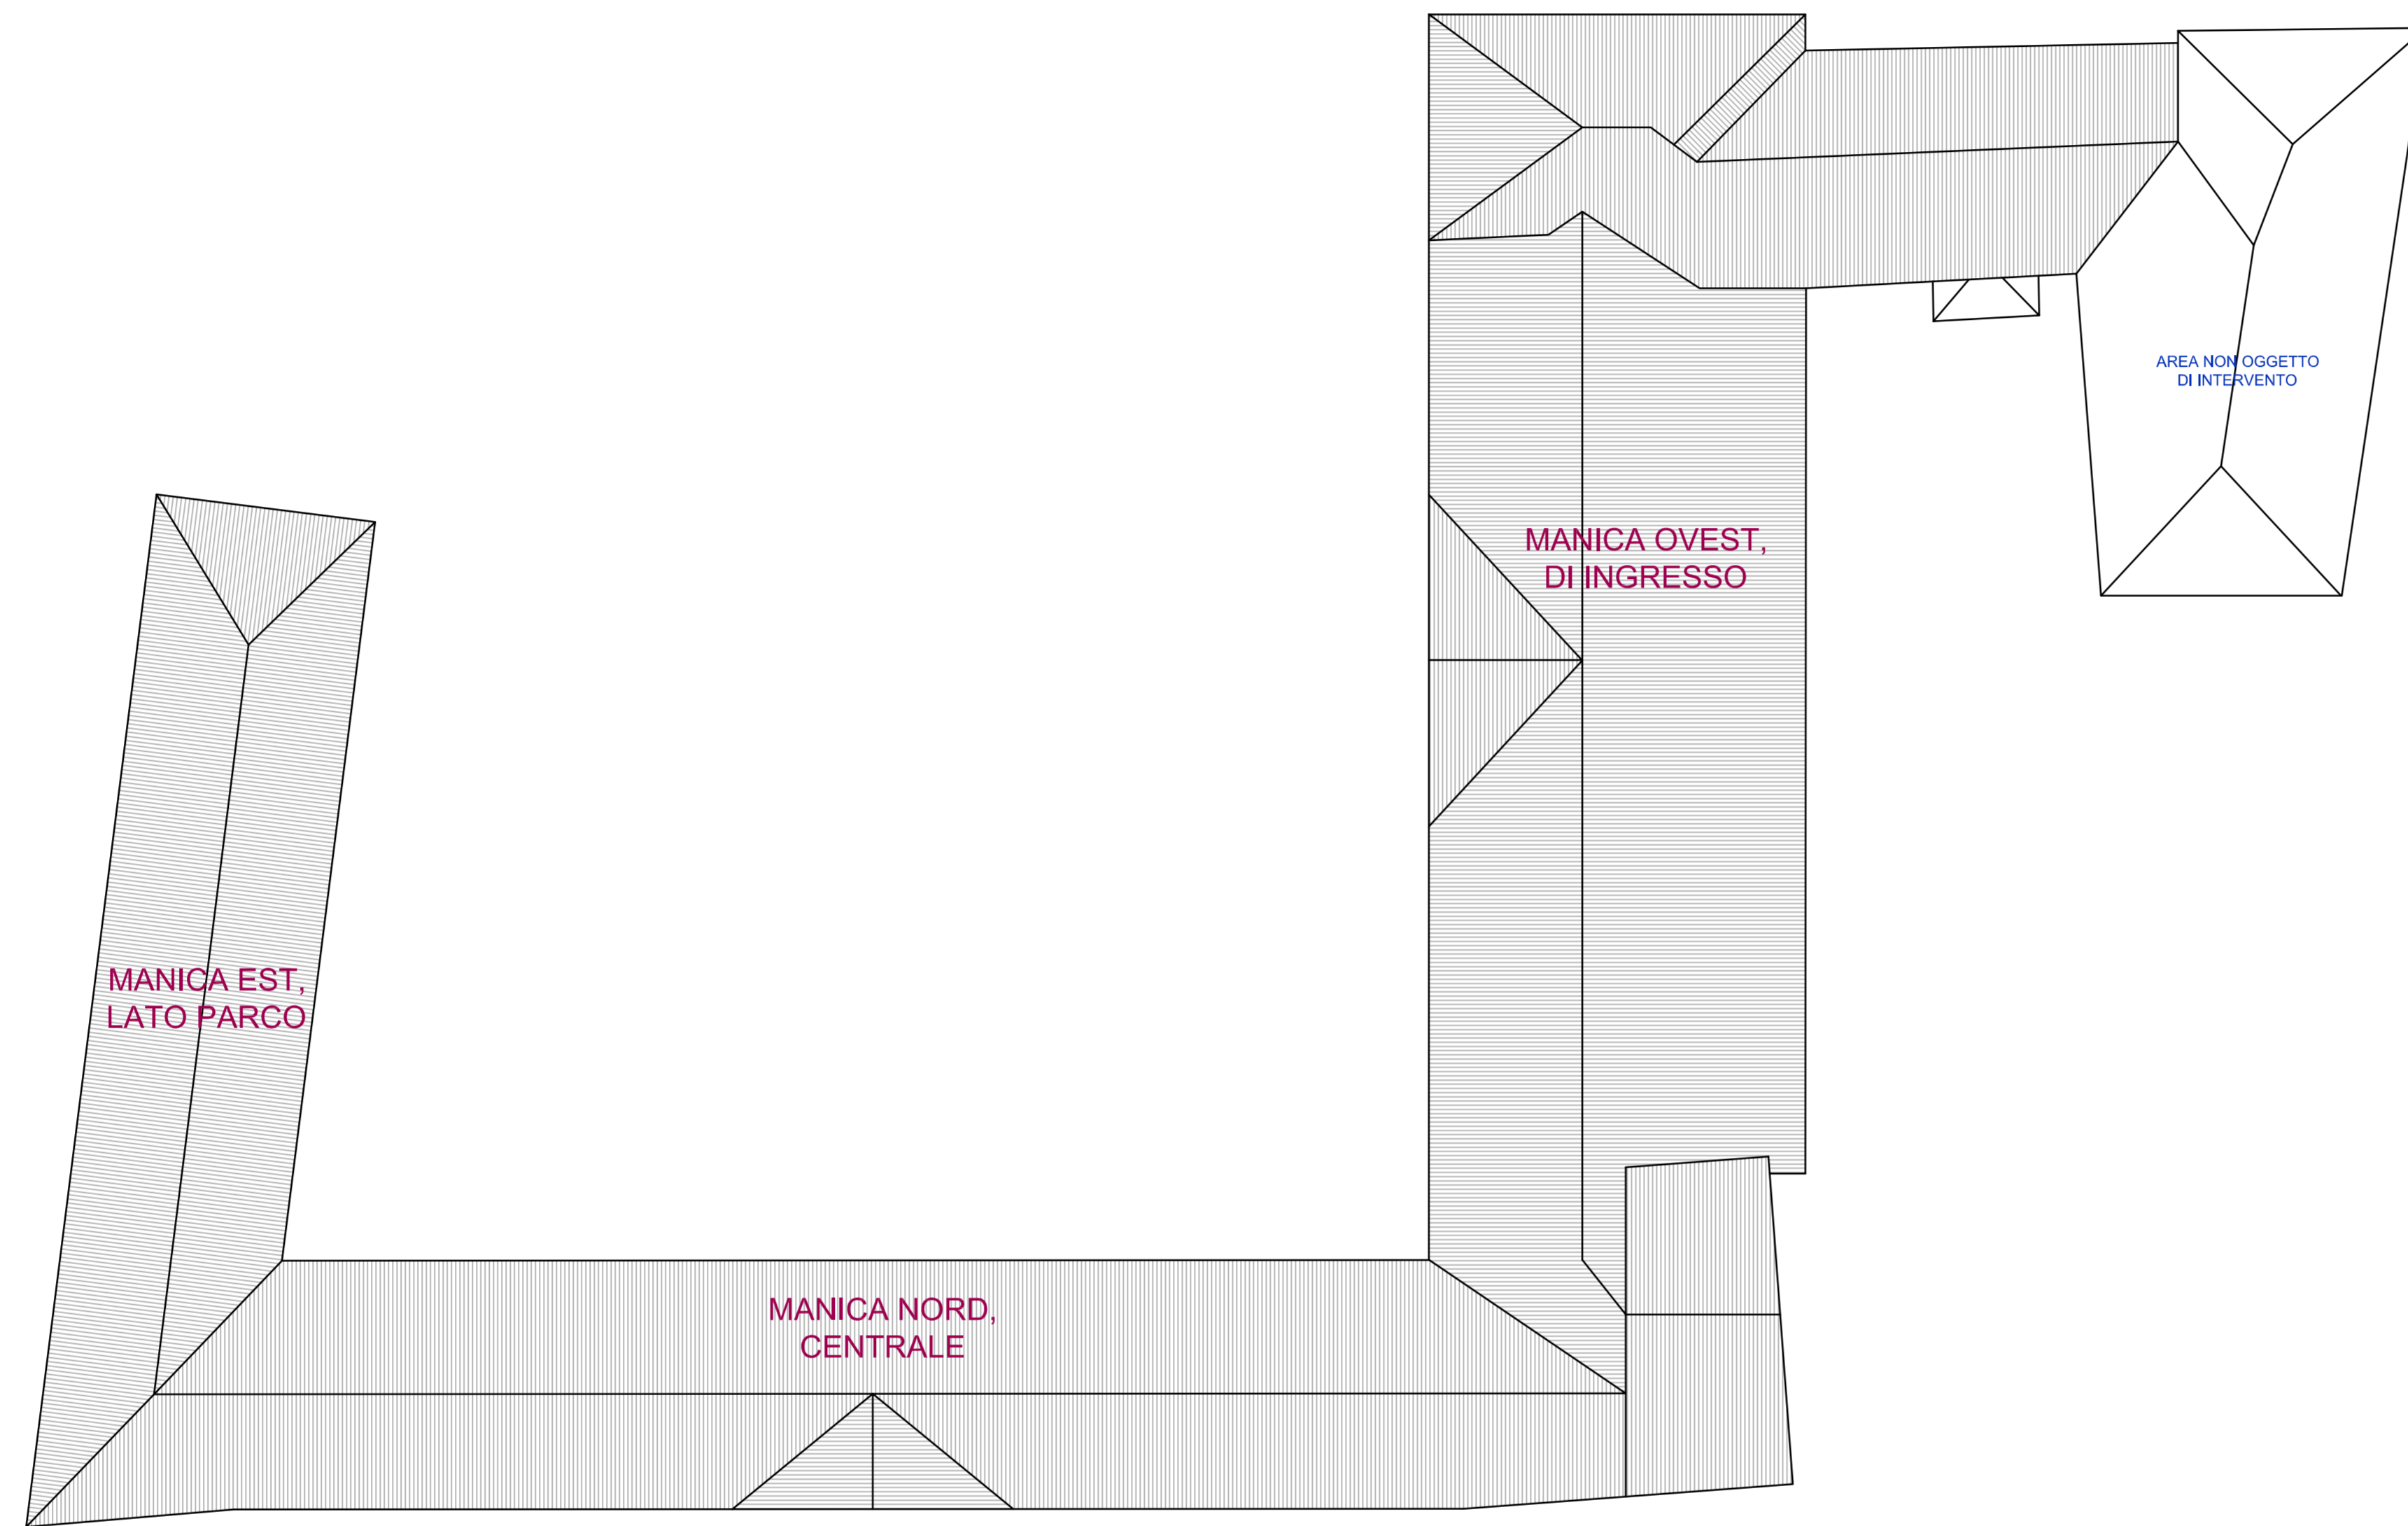 AREA NON OGGETTO
DI INTERVENTO
MANICA OVEST,
DI INGRESSO
MANICA EST,
LATO PARCO
MANICA NORD,
CENTRALE